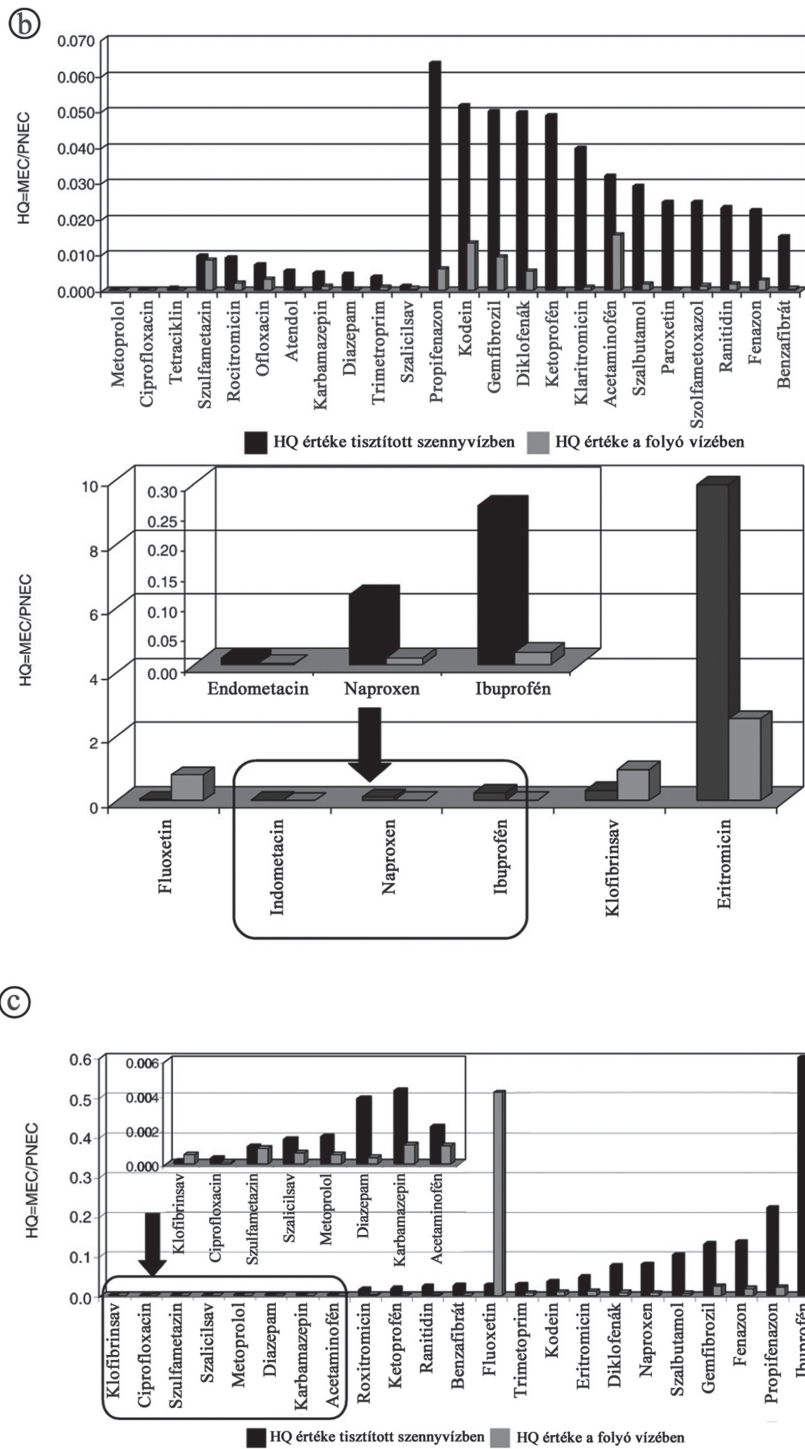 b
0.070
0.060
0.050
0.040
0.030
0.020
0.010
0.000
HQ=MEC/PNEC
Metoprolol
Ciprofloxacin
Tetraciklin
Szulfametazin
Rocitromicin
Ofloxacin
Atendol
Karbamazepin
Diazepam
Trimetroprim
Szalicilsav
Propifenazon
Kodein
Gemfibrozil
Diklofenák
Ketoprofén
Klaritromicin
Acetaminofén
Szalbutamol
Paroxetin
Szolfametoxazol
Ranitidin
Fenazon
Benzafibrát
HQ értéke tisztított szennyvízben HQ értéke a folyó vízében
10
8
6
4
2
0
HQ=MEC/PNEC
0.30
0.25
0.20
0.15
0.10
0.05
0.00
Endometacin Naproxen Ibuprofén
Fluoxetin
Indometacin
Naproxen
Ibuprofén
Klofibrinsav
Eritromicin
c
0.6
0.5
0.4
0.3
0.2
0.1
0.0
HQ=MEC/PNEC
0.006
0.004
0.002
0.000
Klofibrinsav
Ciprofloxacin
Szulfametazin
Szalicilsav
Metoprolol
Diazepam
Karbamazepin
Acetaminofén
Klofibrinsav
Ciprofloxacin
Szulfametazin
Szalicilsav
Metoprolol
Diazepam
Karbamazepin
Acetaminofén
Roxitromicin
Ketoprofén
Ranitidin
Benzafibrát
Fluoxetin
Trimetoprim
Kodein
Eritromicin
Diklofenák
Naproxen
Szalbutamol
Gemfibrozil
Fenazon
Propifenazon
Ibuprofén
HQ értéke tisztított szennyvízben HQ értéke a folyó vízében